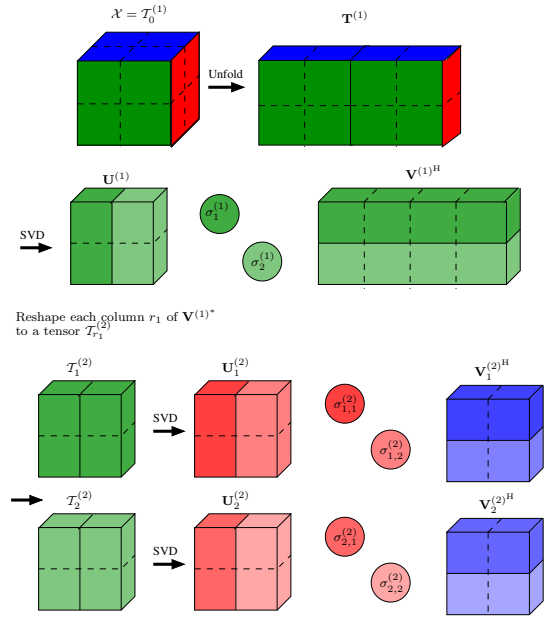 𝒳 = 𝒯₀⁽¹⁾
T⁽¹⁾
Unfold
U⁽¹⁾
V⁽¹⁾ᴴ
σ₁⁽¹⁾
SVD
σ₂⁽¹⁾
Reshape each column r₁ of V⁽¹⁾*
to a tensor 𝒯ᵣ₁⁽²⁾
𝒯₁⁽²⁾
U₁⁽²⁾
V₁⁽²⁾ᴴ
σ₁,₁⁽²⁾
SVD
σ₁,₂⁽²⁾
𝒯₂⁽²⁾
U₂⁽²⁾
V₂⁽²⁾ᴴ
σ₂,₁⁽²⁾
SVD
σ₂,₂⁽²⁾